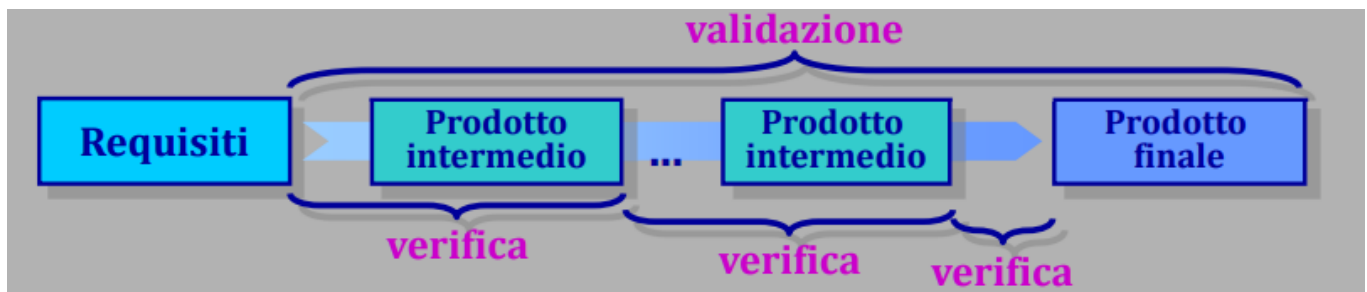 validazione
Requisiti
Prodotto
intermedio
...
Prodotto
intermedio
Prodotto
finale
verifica
verifica
verifica